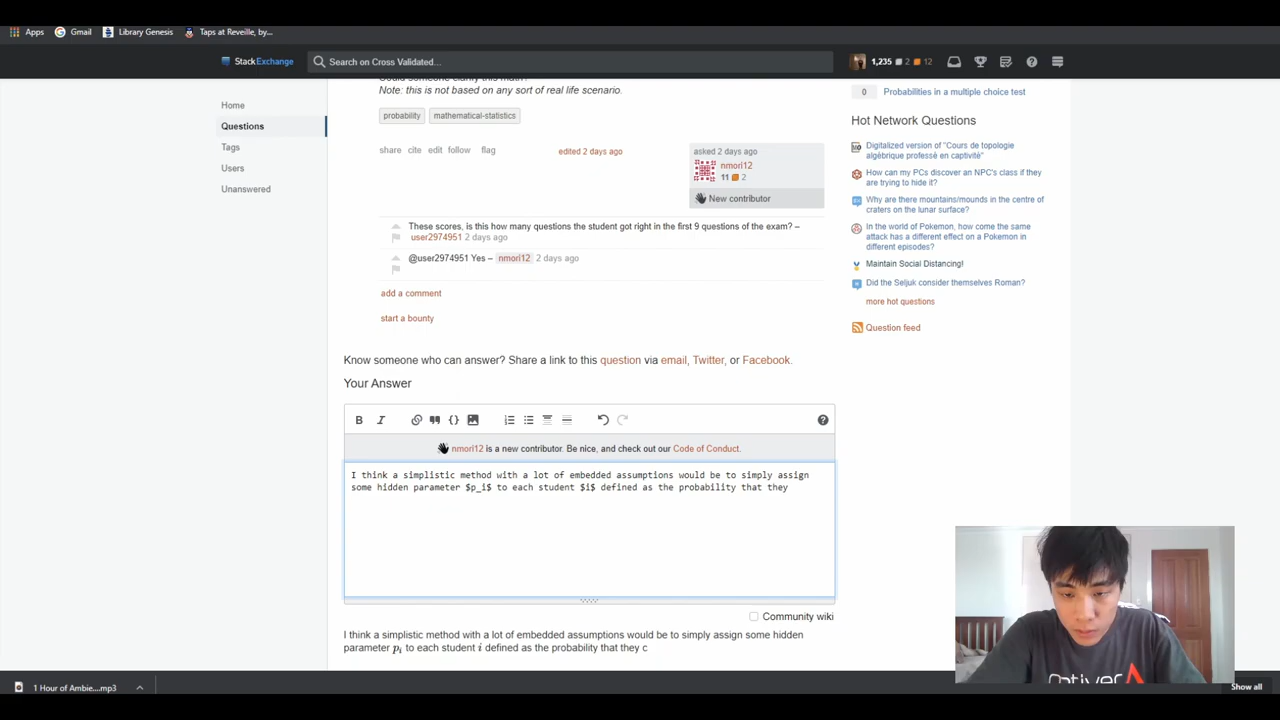 Apps Gmail Library Genesis Taps at Reveille, by...
StackExchange Search on Cross Validated... 1,235 2 12
Home
Questions
Tags
Users
Unanswered
Note: this is not based on any sort of real life scenario.
probability mathematical-statistics
share cite edit follow flag edited 2 days ago
asked 2 days ago
nmori12
11 2
New contributor
These scores, is this how many questions the student got right in the first 9 questions of the exam? –
user2974951 2 days ago
@user2974951 Yes – nmori12 2 days ago
add a comment
start a bounty
Know someone who can answer? Share a link to this question via email, Twitter, or Facebook.
Your Answer
B I
nmori12 is a new contributor. Be nice, and check out our Code of Conduct.
I think a simplistic method with a lot of embedded assumptions would be to simply assign
some hidden parameter $p_i$ to each student $i$ defined as the probability that they
Community wiki
I think a simplistic method with a lot of embedded assumptions would be to simply assign some hidden
parameter pi to each student i defined as the probability that they c
0 Probabilities in a multiple choice test
Hot Network Questions
Digitalized version of "Cours de topologie
algèbrique professè en captivitè"
How can my PCs discover an NPC's class if they
are trying to hide it?
Why are there mountains/mounds in the centre of
craters on the lunar surface?
In the world of Pokemon, how come the same
attack has a different effect on a Pokemon in
different episodes?
Maintain Social Distancing!
Did the Seljuk consider themselves Roman?
more hot questions
Question feed
1 Hour of Ambie....mp3
Show all